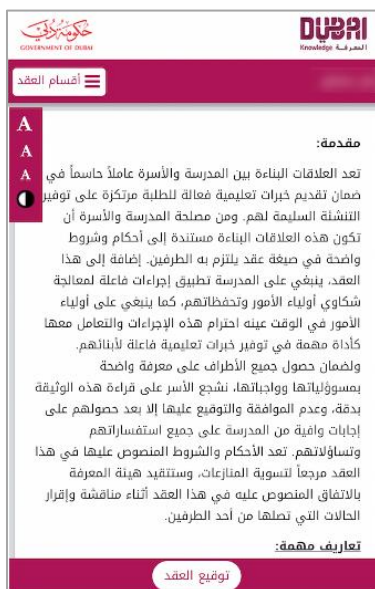 حكومة دبي
GOVERNMENT OF DUBAI
DUBAI
Knowledge المعرفة
أقسام العقد
A
A
A
مقدمة:
تعد العلاقات البناءة بين المدرسة والأسرة عاملاً حاسماً في
ضمان تقديم خبرات تعليمية فعالة للطلبة مرتكزة على توفير
التنشئة السليمة لهم. ومن مصلحة المدرسة والأسرة أن
تكون هذه العلاقات البناءة مستندة إلى أحكام وشروط
واضحة في صيغة عقد يلتزم به الطرفين. إضافة إلى هذا
العقد، ينبغي على المدرسة تطبيق إجراءات فاعلة لمعالجة
شكاوي أولياء الأمور وتحفظاتهم، كما ينبغي على أولياء
الأمور في الوقت عينه احترام هذه الإجراءات والتعامل معها
كأداة مهمة في توفير خبرات تعليمية فاعلة لأبنائهم.
ولضمان حصول جميع الأطراف على معرفة واضحة
بمسوؤلياتها وواجباتها، نشجع الأسر على قراءة هذه الوثيقة
بدقة، وعدم الموافقة والتوقيع عليها إلا بعد حصولهم على
إجابات وافية من المدرسة على جميع استفساراتهم
وتساؤلاتهم. تعد الأحكام والشروط المنصوص عليها في هذا
العقد مرجعاً لتسوية المنازعات، وستتقيد هيئة المعرفة
بالاتفاق المنصوص عليه في هذا العقد أثناء مناقشة وإقرار
الحالات التي تصلها من أحد الطرفين.
تعاريف مهمة:
توقيع العقد